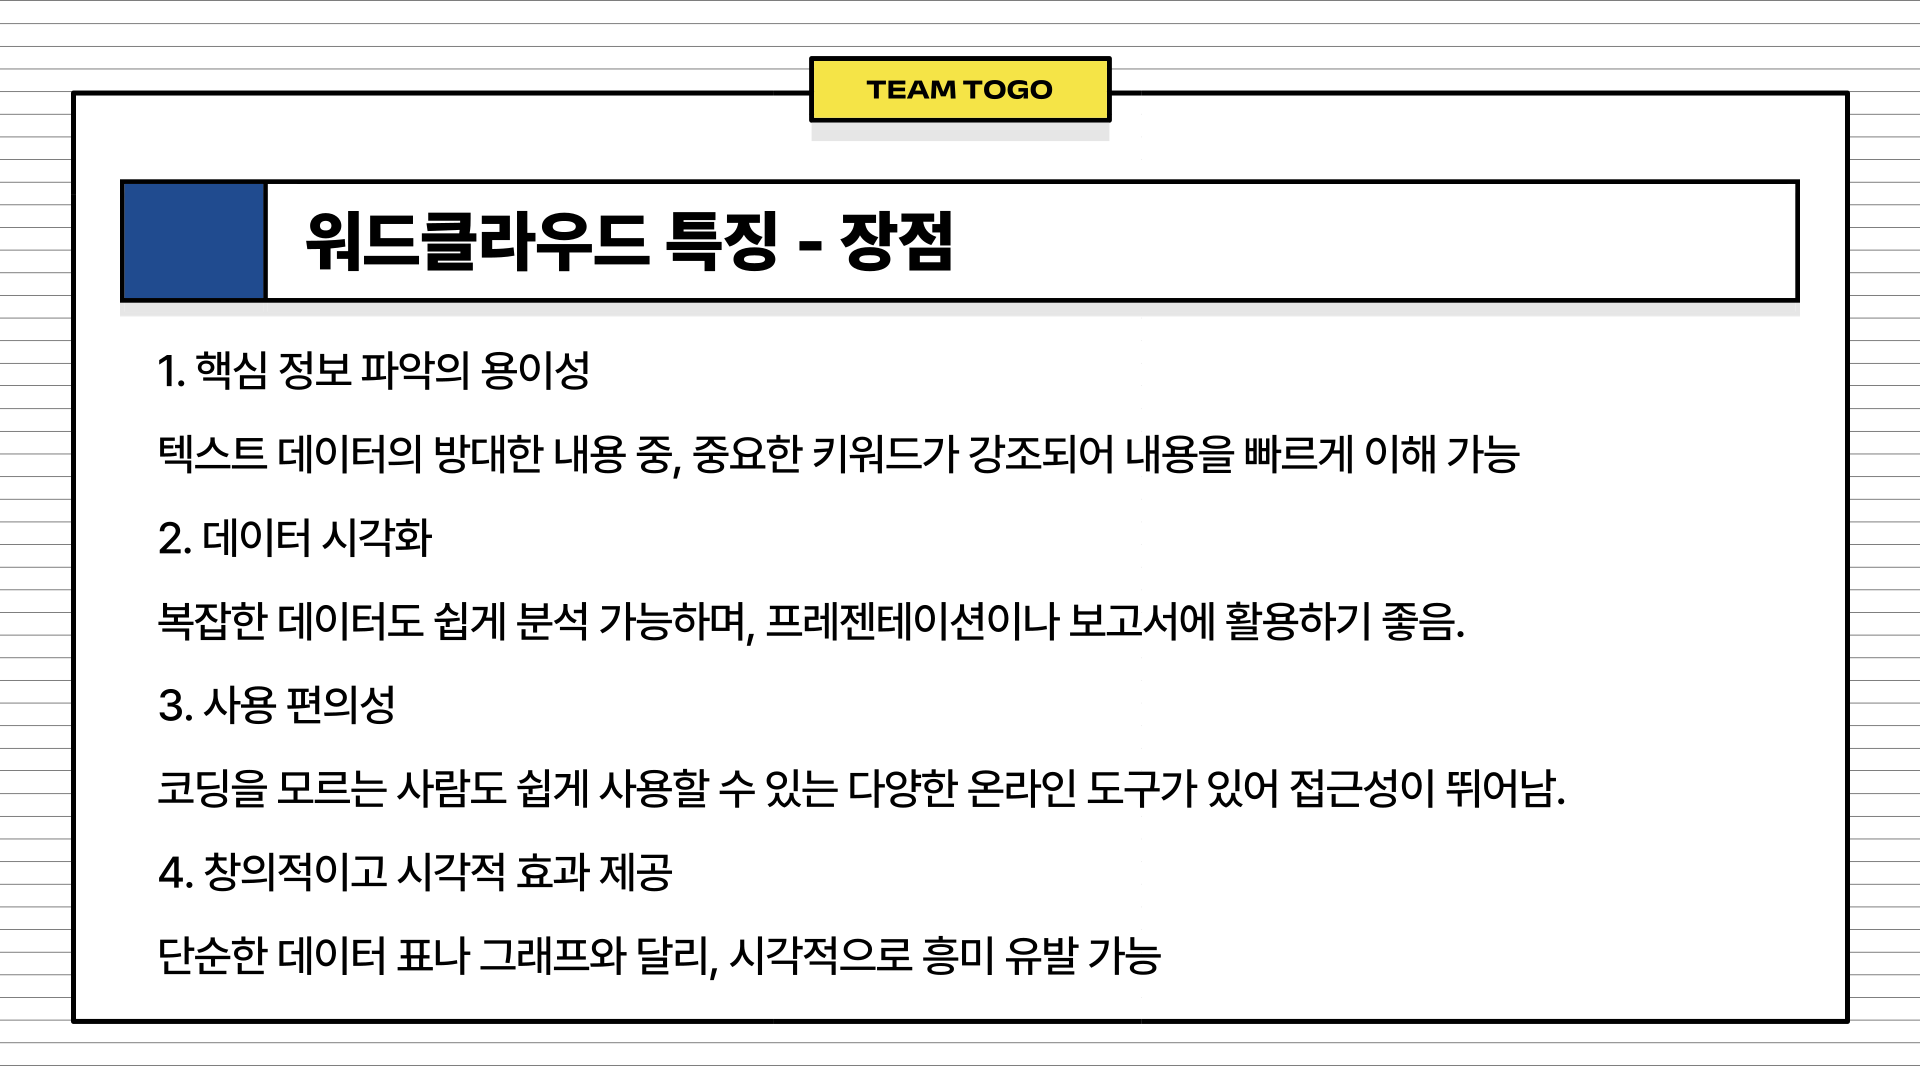 TEAM TOGO
워드클라우드 특징 - 장점
1. 핵심 정보 파악의 용이성
텍스트 데이터의 방대한 내용 중, 중요한 키워드가 강조되어 내용을 빠르게 이해 가능
2. 데이터 시각화
복잡한 데이터도 쉽게 분석 가능하며, 프레젠테이션이나 보고서에 활용하기 좋음.
3. 사용 편의성
코딩을 모르는 사람도 쉽게 사용할 수 있는 다양한 온라인 도구가 있어 접근성이 뛰어남.
4. 창의적이고 시각적 효과 제공
단순한 데이터 표나 그래프와 달리, 시각적으로 흥미 유발 가능